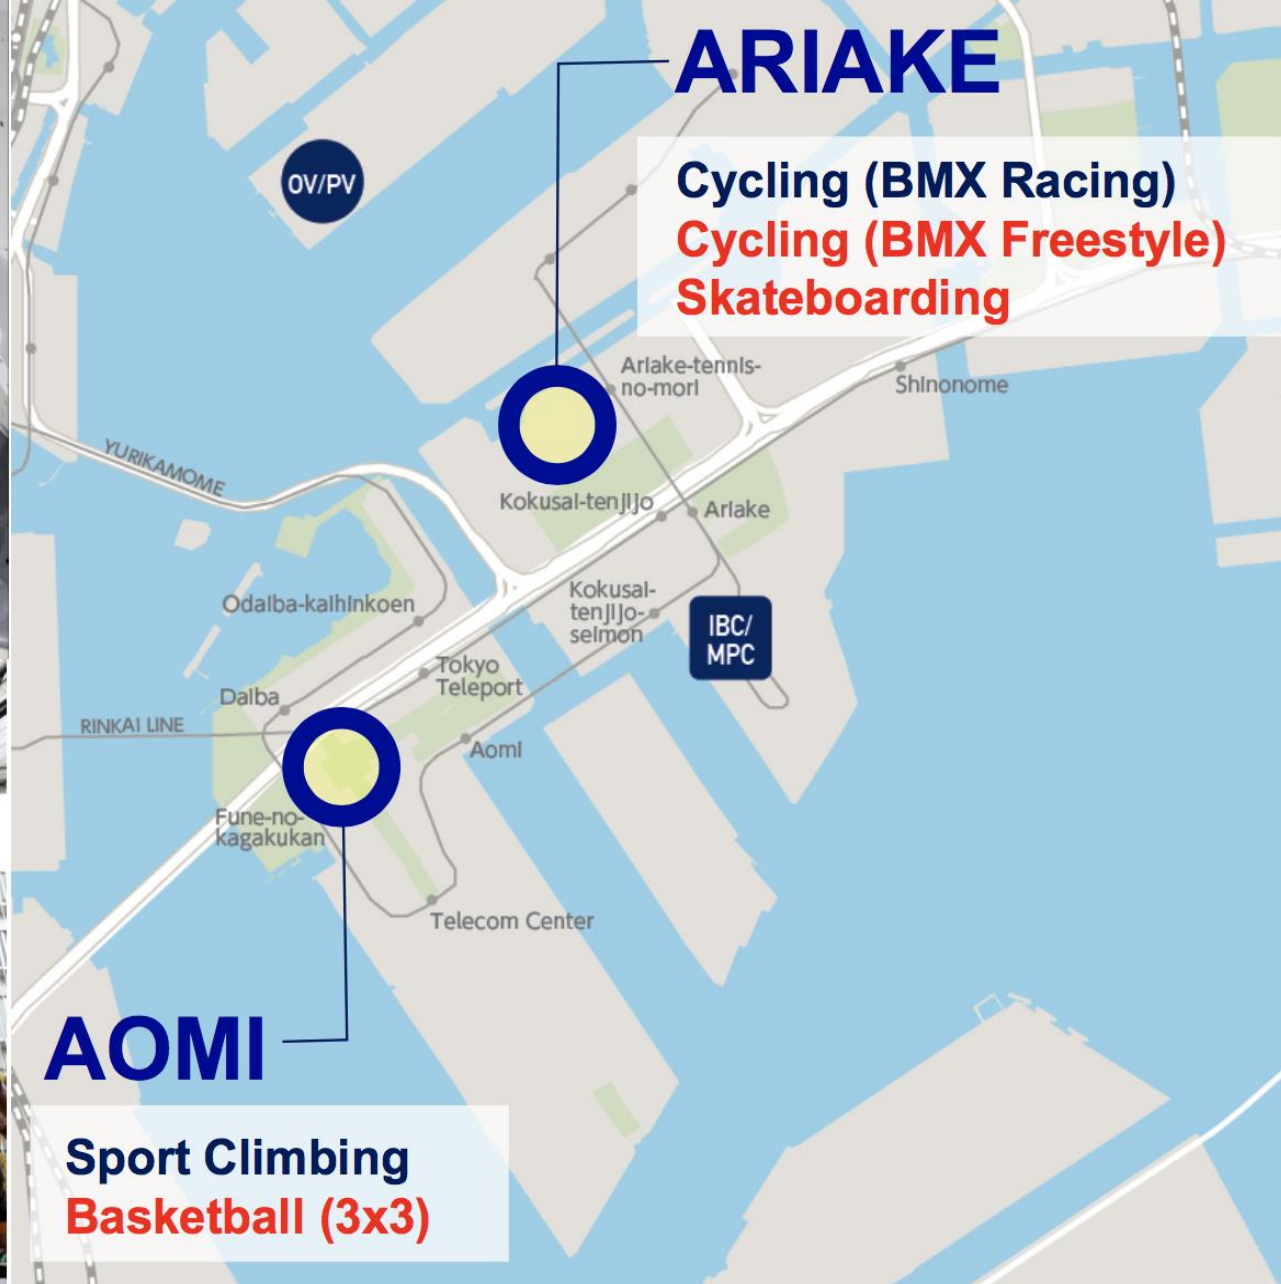 ARIAKE
Cycling (BMX Racing)
Cycling (BMX Freestyle)
Skateboarding
OV/PV
Ariake-tennis-
no-mori
Shinonome
YURIKAMOME
Kokusai-tenjijo
Ariake
Odaiba-kaihinkoen
Kokusai-
tenjijo-
seimon
IBC/
MPC
Tokyo
Teleport
Daiba
RINKAI LINE
Aomi
Fune-no-
kagakukan
Telecom Center
AOMI
Sport Climbing
Basketball (3x3)